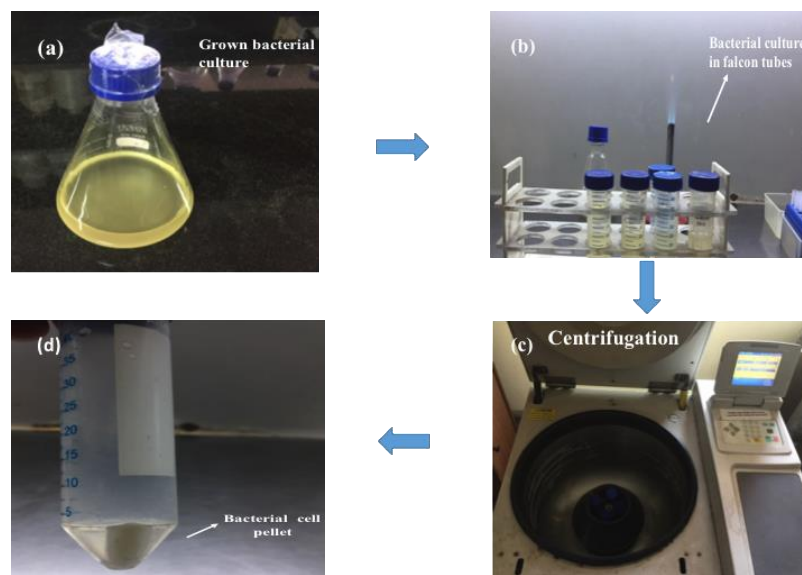 (a)
Grown bacterial
culture
(b)
Bacterial culture
in falcon tubes
(c)
Centrifugation
(d)
35
30
25
20
15
10
5
Bacterial cell
pellet